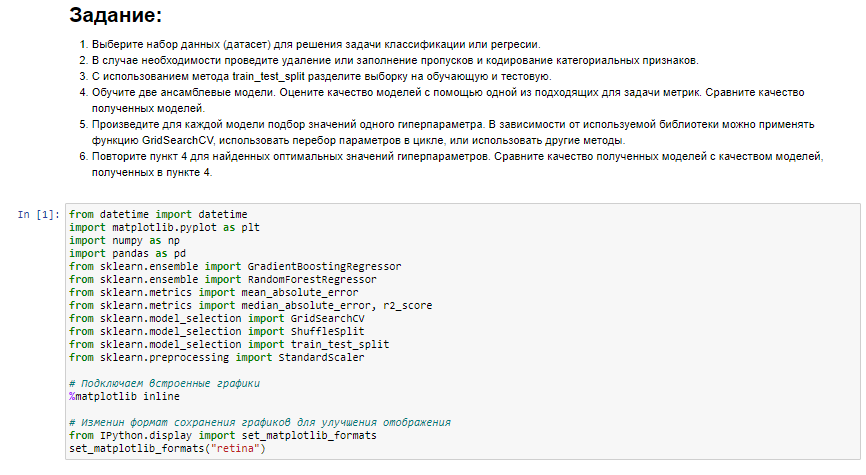 Задание:
1. Выберите набор данных (датасет) для решения задачи классификации или регресии.
2. В случае необходимости проведите удаление или заполнение пропусков и кодирование категориальных признаков.
3. С использованием метода train_test_split разделите выборку на обучающую и тестовую.
4. Обучите две ансамблевые модели. Оцените качество моделей с помощью одной из подходящих для задачи метрик. Сравните качество
полученных моделей.
5. Произведите для каждой модели подбор значений одного гиперпараметра. В зависимости от используемой библиотеки можно применять
функцию GridSearchCV, использовать перебор параметров в цикле, или использовать другие методы.
6. Повторите пункт 4 для найденных оптимальных значений гиперпараметров. Сравните качество полученных моделей с качеством моделей,
полученных в пункте 4.
In [1]: from datetime import datetime
import matplotlib.pyplot as plt
import numpy as np
import pandas as pd
from sklearn.ensemble import GradientBoostingRegressor
from sklearn.ensemble import RandomForestRegressor
from sklearn.metrics import mean_absolute_error
from sklearn.metrics import median_absolute_error, r2_score
from sklearn.model_selection import GridSearchCV
from sklearn.model_selection import ShuffleSplit
from sklearn.model_selection import train_test_split
from sklearn.preprocessing import StandardScaler
# Подключаем встроенные графики
%matplotlib inline
# Изменин формат сохранения графиков для улучшения отображения
from IPython.display import set_matplotlib_formats
set_matplotlib_formats("retina")